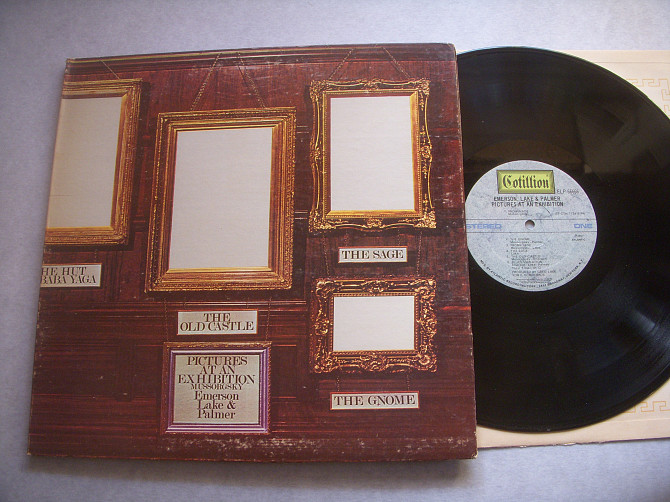 THE SAGE
HE HUT
BABA YAGA
THE
OLD CASTLE
PICTURES
AT AN
EXHIBITION
MUSSORGSKY
Emerson
Lake &
Palmer
THE GNOME
Cotillion
EMERSON, LAKE & PALMER
PICTURES AT AN EXHIBITION
STEREO
ONE